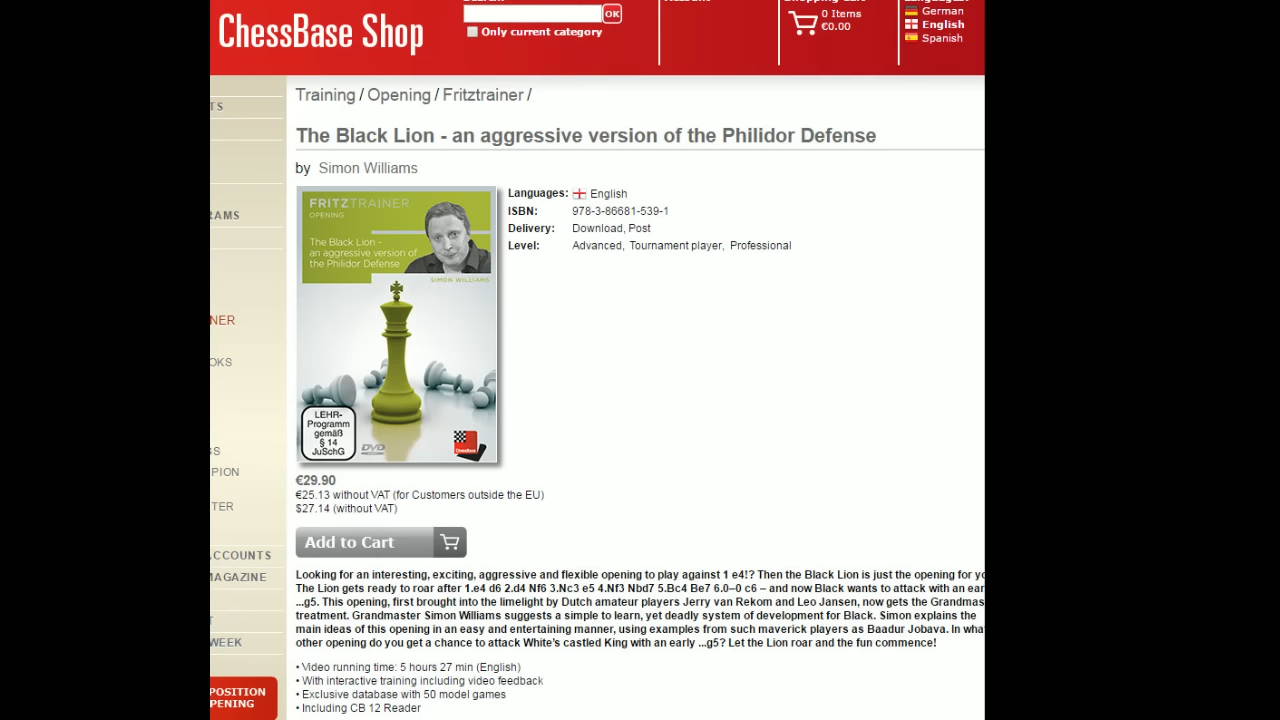 ChessBase Shop
OK
Only current category
0 Items
€0.00
German
English
Spanish
TS
RAMS
NER
OKS
SS
PION
TER
ACCOUNTS
MAGAZINE
T
WEEK
POSITION
PENING
Training / Opening / Fritztrainer /
The Black Lion - an aggressive version of the Philidor Defense
by Simon Williams
FRITZTRAINER
OPENING
The Black Lion -
an aggressive version of
the Philidor Defense
SIMON WILLIAMS
LEHR-
Programm
gemäß
§ 14
JuSchG
DVD
ChessBase
Languages: English
ISBN: 978-3-86681-539-1
Delivery: Download, Post
Level: Advanced, Tournament player, Professional
€29.90
€25.13 without VAT (for Customers outside the EU)
$27.14 (without VAT)
Add to Cart
Looking for an interesting, exciting, aggressive and flexible opening to play against 1 e4!? Then the Black Lion is just the opening for yo
The Lion gets ready to roar after 1.e4 d6 2.d4 Nf6 3.Nc3 e5 4.Nf3 Nbd7 5.Bc4 Be7 6.0–0 c6 – and now Black wants to attack with an ear
...g5. This opening, first brought into the limelight by Dutch amateur players Jerry van Rekom and Leo Jansen, now gets the Grandmas
treatment. Grandmaster Simon Williams suggests a simple to learn, yet deadly system of development for Black. Simon explains the
main ideas of this opening in an easy and entertaining manner, using examples from such maverick players as Baadur Jobava. In wha
other opening do you get a chance to attack White's castled King with an early ...g5? Let the Lion roar and the fun commence!
• Video running time: 5 hours 27 min (English)
• With interactive training including video feedback
• Exclusive database with 50 model games
• Including CB 12 Reader